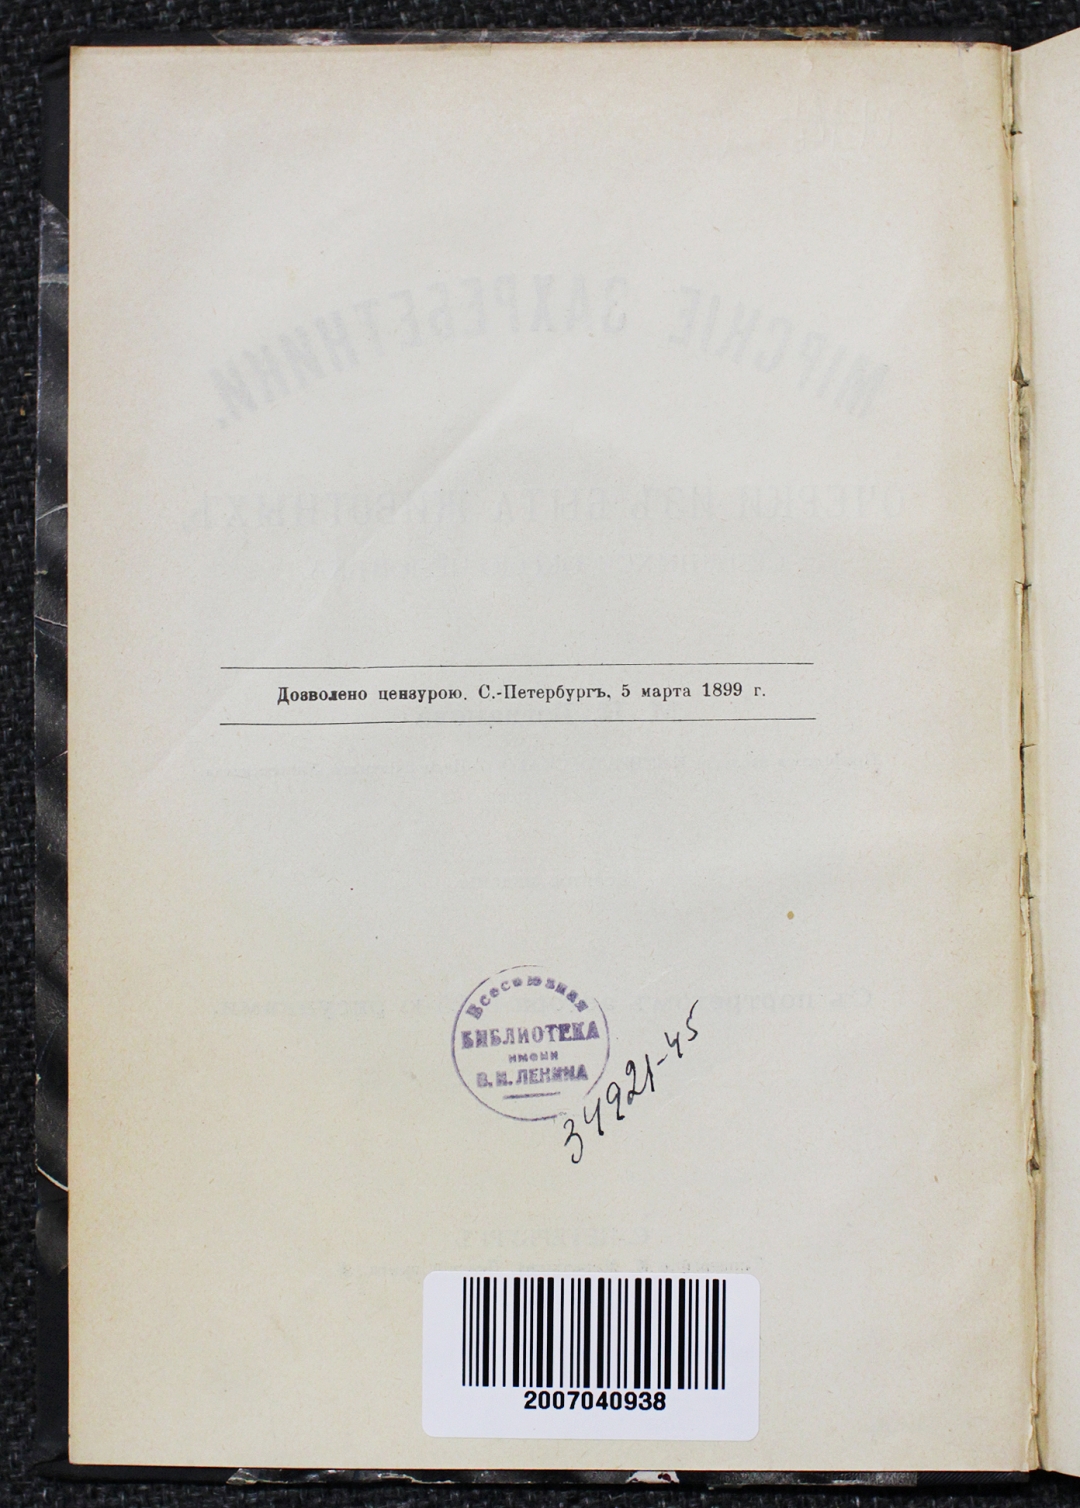 Дозволено цензурою. С.-Петербургъ, 5 марта 1899 г.
Всесоюзная
БИБЛИОТЕКА
имени
В. И. ЛЕНИНА
34921-45
2007040938